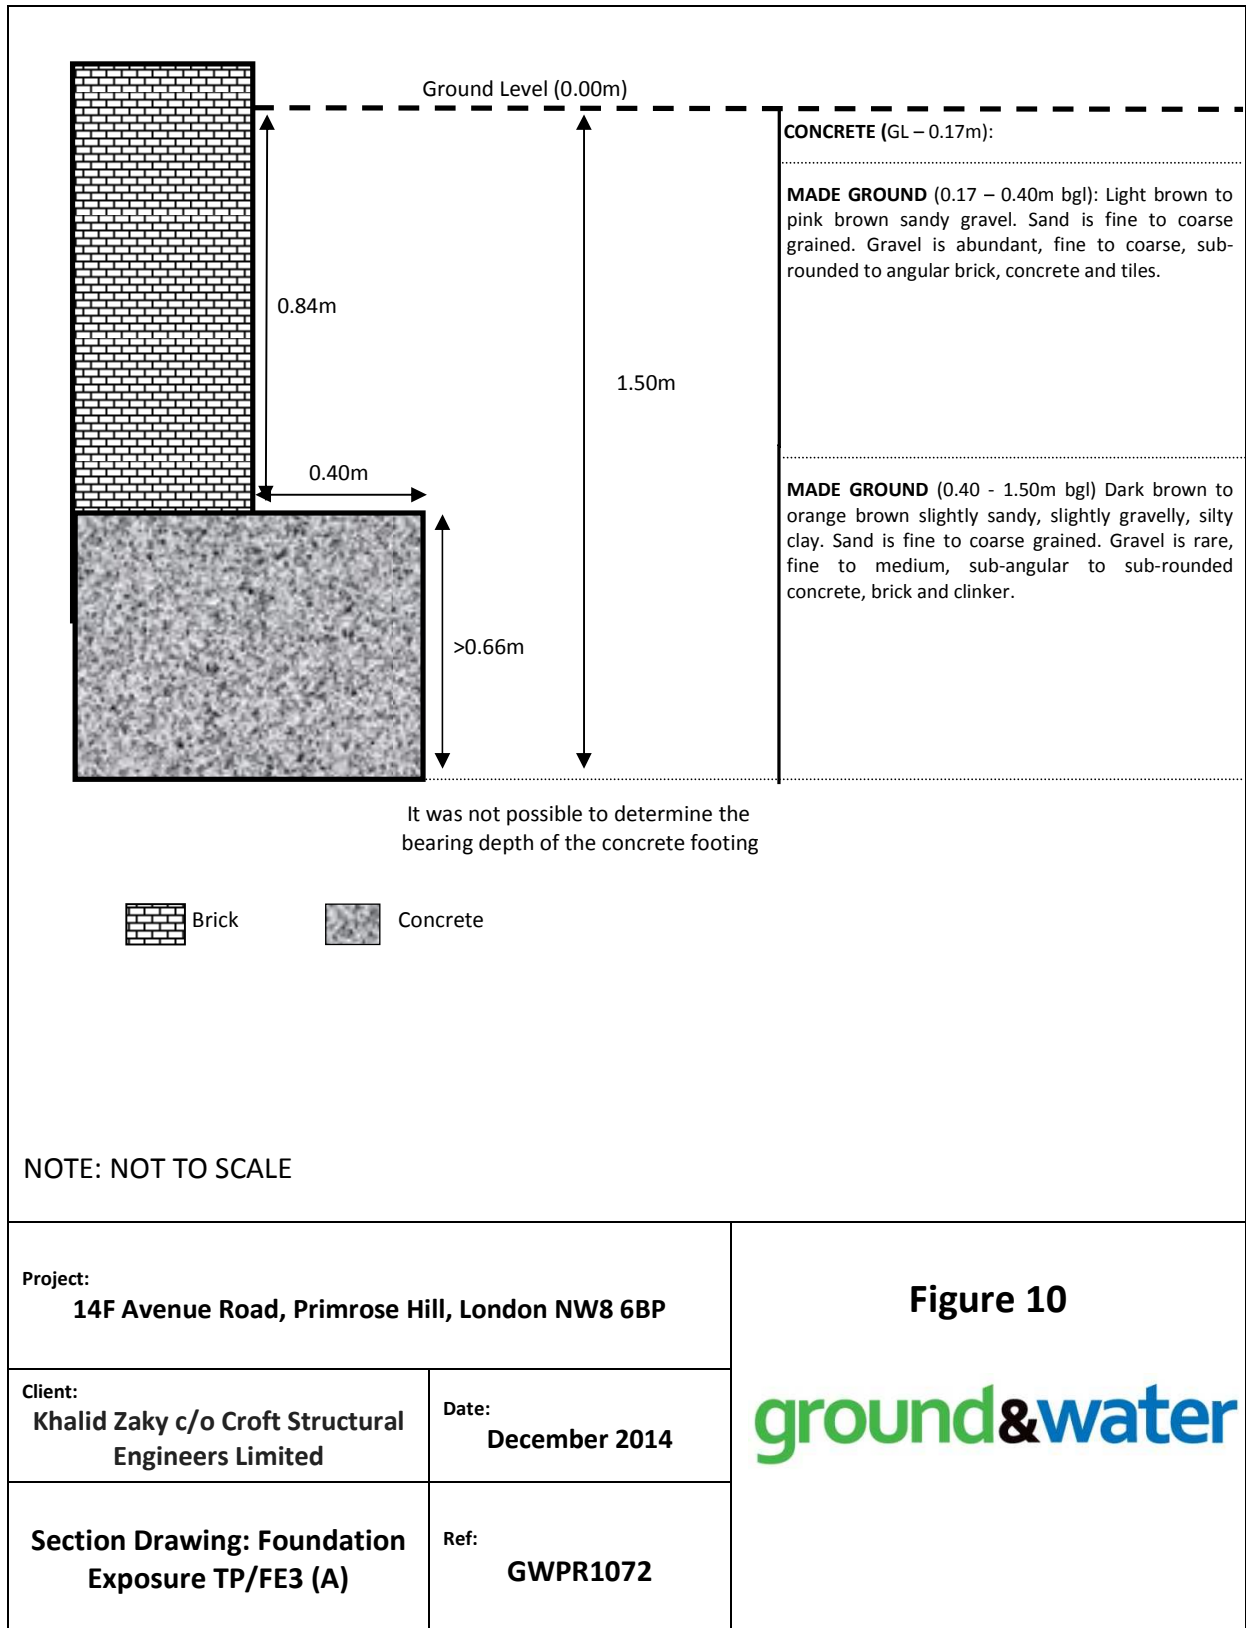 Ground Level (0.00m)
CONCRETE (GL – 0.17m):
MADE GROUND (0.17 – 0.40m bgl): Light brown to
pink brown sandy gravel. Sand is fine to coarse
grained. Gravel is abundant, fine to coarse, sub-
rounded to angular brick, concrete and tiles.
0.84m
1.50m
0.40m
MADE GROUND (0.40 - 1.50m bgl) Dark brown to
orange brown slightly sandy, slightly gravelly, silty
clay. Sand is fine to coarse grained. Gravel is rare,
fine to medium, sub-angular to sub-rounded
concrete, brick and clinker.
>0.66m
It was not possible to determine the
bearing depth of the concrete footing
Brick
Concrete
NOTE: NOT TO SCALE
Project:
14F Avenue Road, Primrose Hill, London NW8 6BP
Figure 10
Client:
Khalid Zaky c/o Croft Structural
Engineers Limited
Date:
December 2014
ground&water
Section Drawing: Foundation
Exposure TP/FE3 (A)
Ref:
GWPR1072